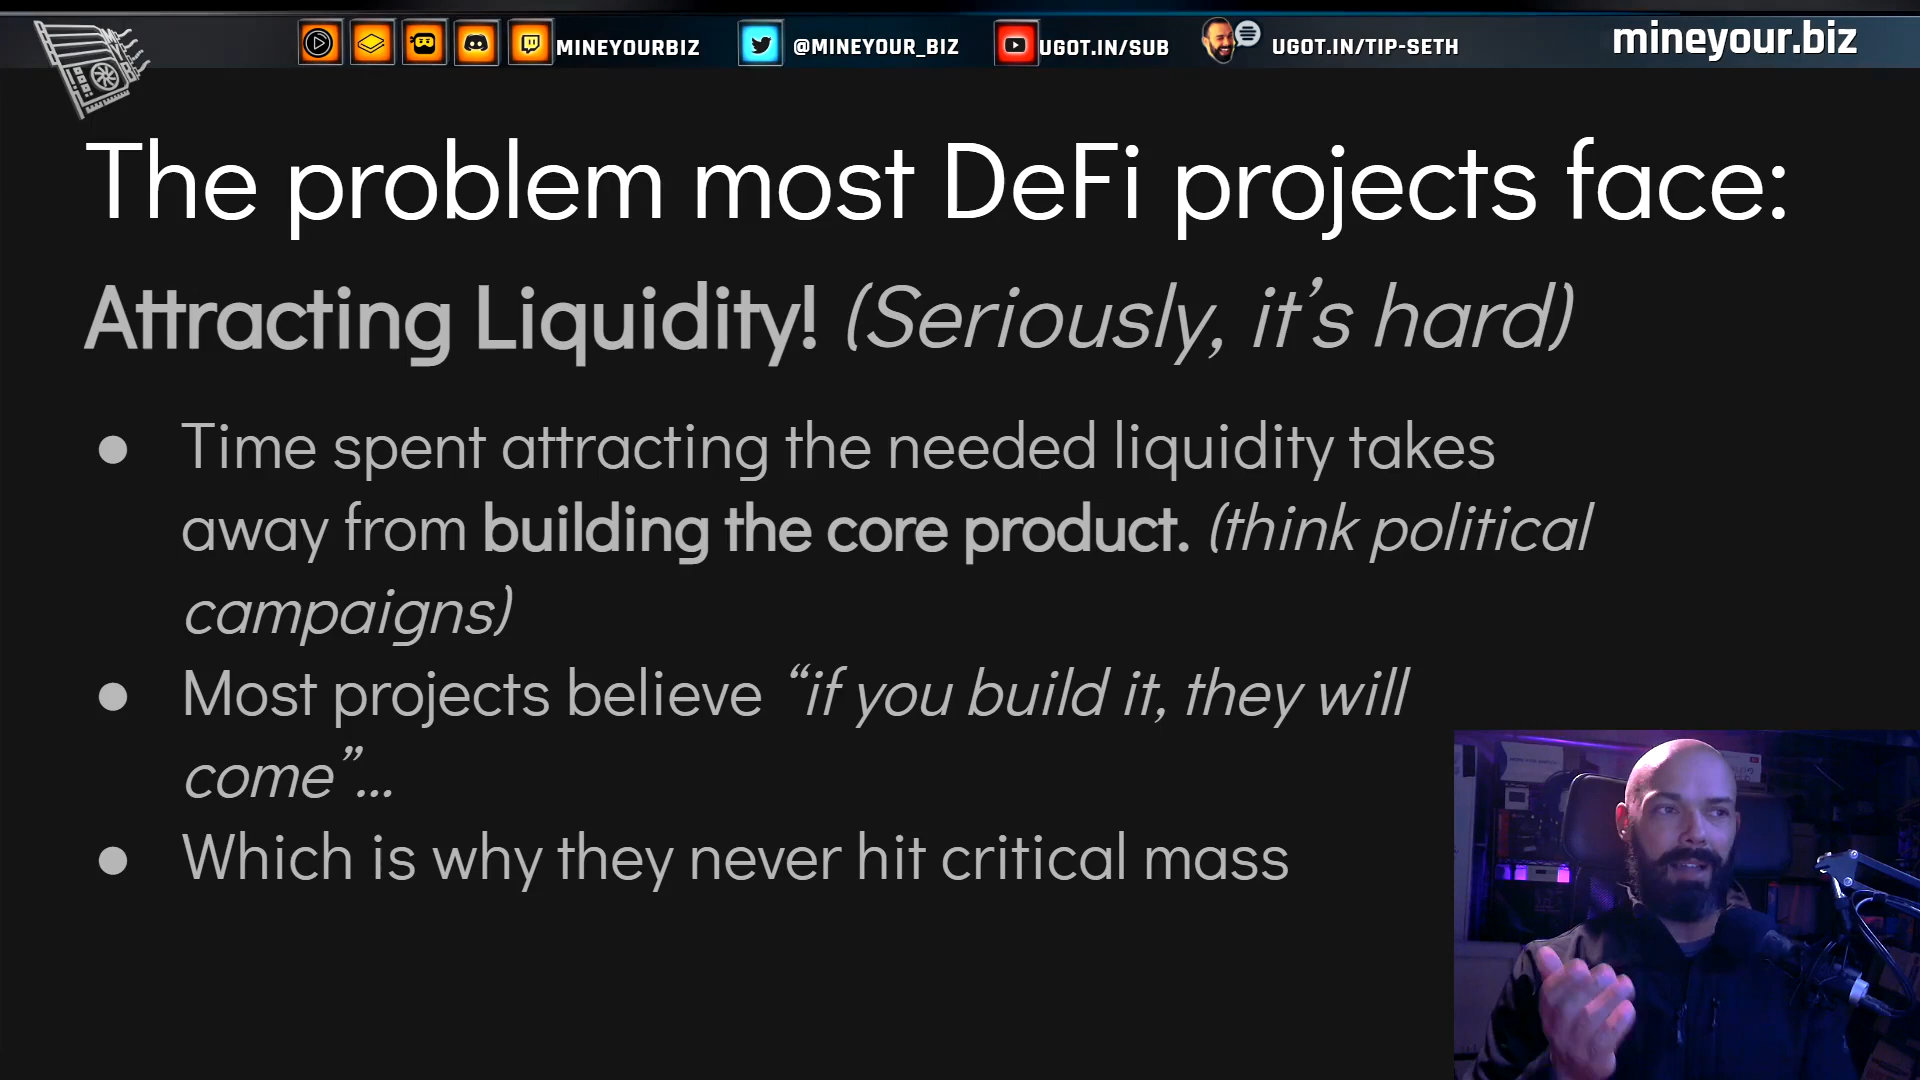 MINEYOURBIZ
@MINEYOUR_BIZ
UGOT.IN/SUB
UGOT.IN/TIP-SETH
mineyour.biz
The problem most DeFi projects face:
Attracting Liquidity! (Seriously, it’s hard)
● Time spent attracting the needed liquidity takes
away from building the core product. (think political
campaigns)
● Most projects believe “if you build it, they will
come”...
● Which is why they never hit critical mass